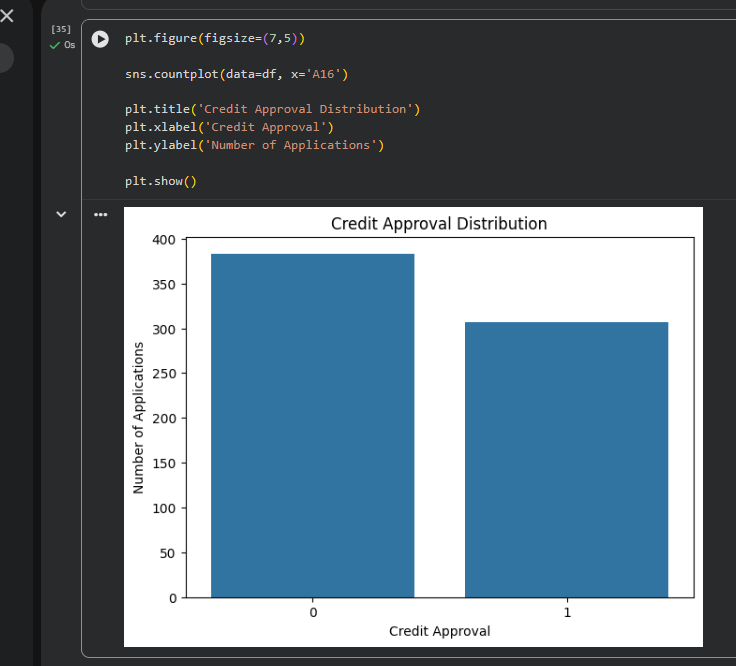 [35]
0s
plt.figure(figsize=(7,5))
sns.countplot(data=df, x='A16')
plt.title('Credit Approval Distribution')
plt.xlabel('Credit Approval')
plt.ylabel('Number of Applications')
plt.show()
Credit Approval Distribution
400
350
300
250
200
150
100
50
0
Number of Applications
0 1
Credit Approval